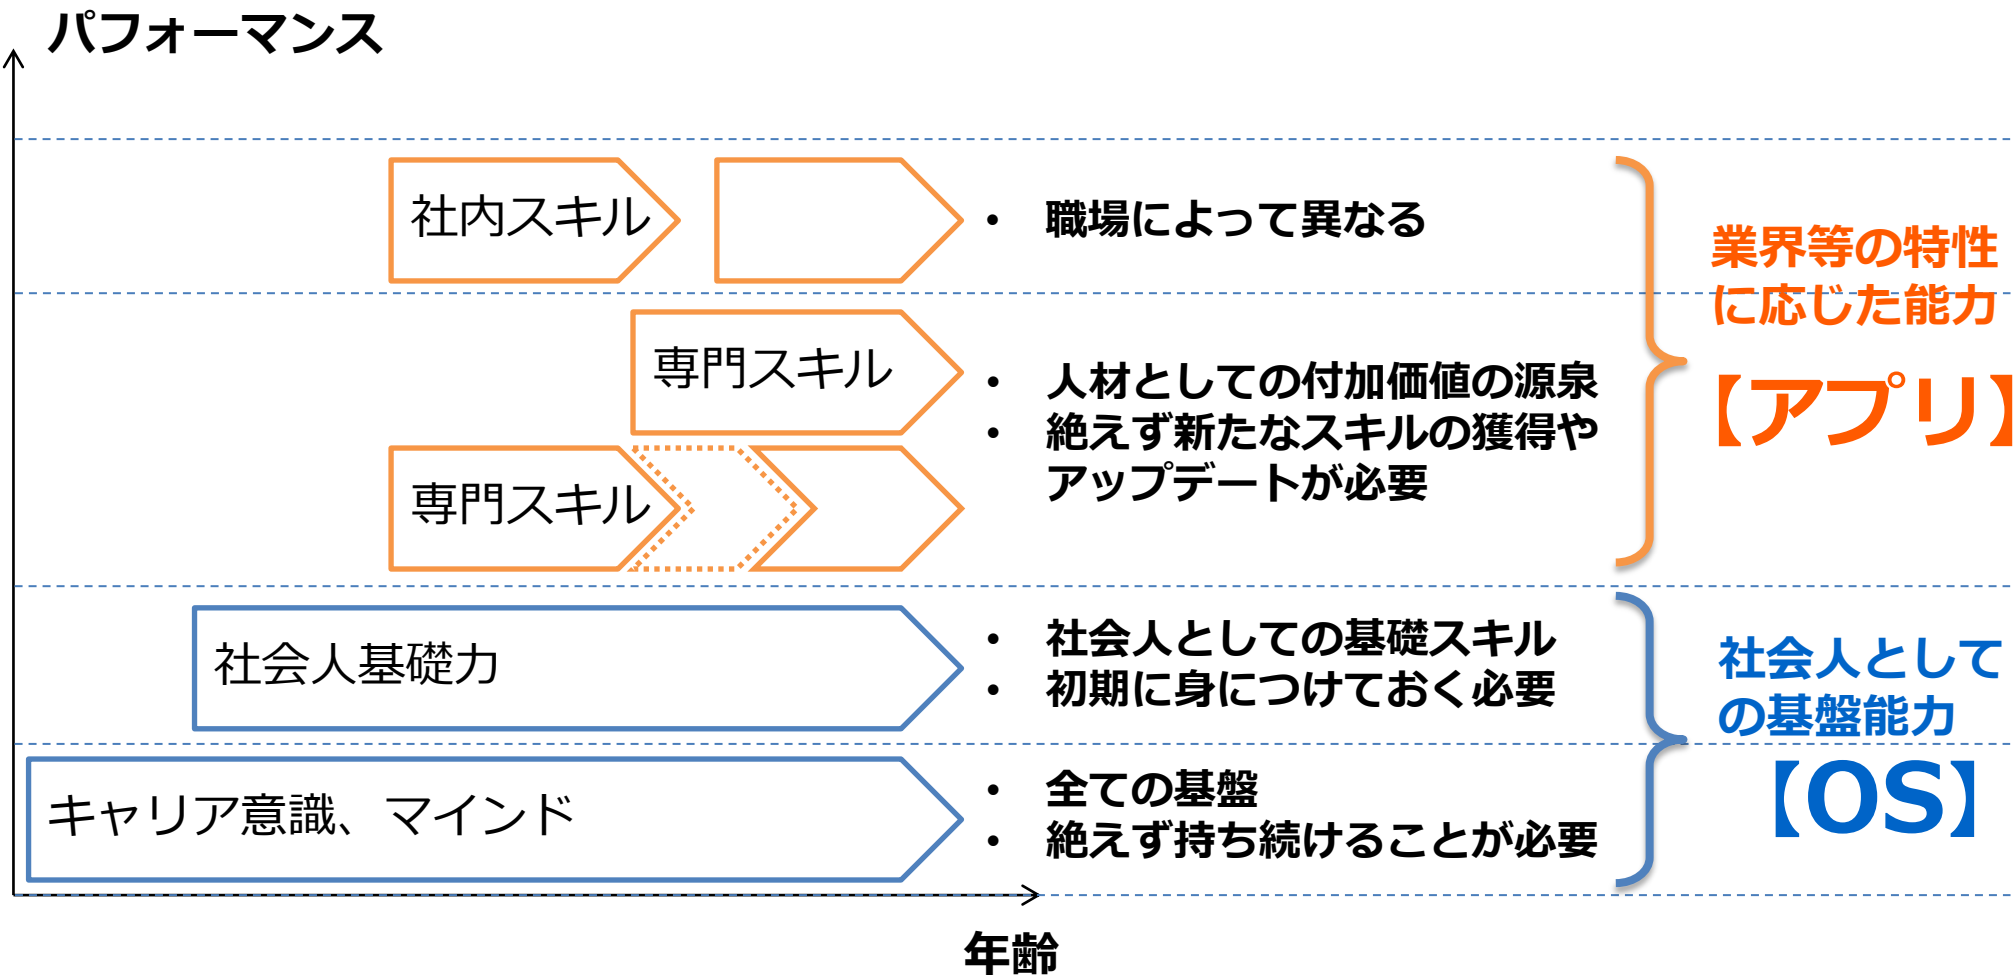 パフォーマンス
社内スキル
• 職場によって異なる
専門スキル
専門スキル
• 人材としての付加価値の源泉
• 絶えず新たなスキルの獲得や
アップデートが必要
業界等の特性
に応じた能力
【アプリ】
社会人基礎力
• 社会人としての基礎スキル
• 初期に身につけておく必要
キャリア意識、マインド
• 全ての基盤
• 絶えず持ち続けることが必要
社会人として
の基盤能力
【OS】
年齢